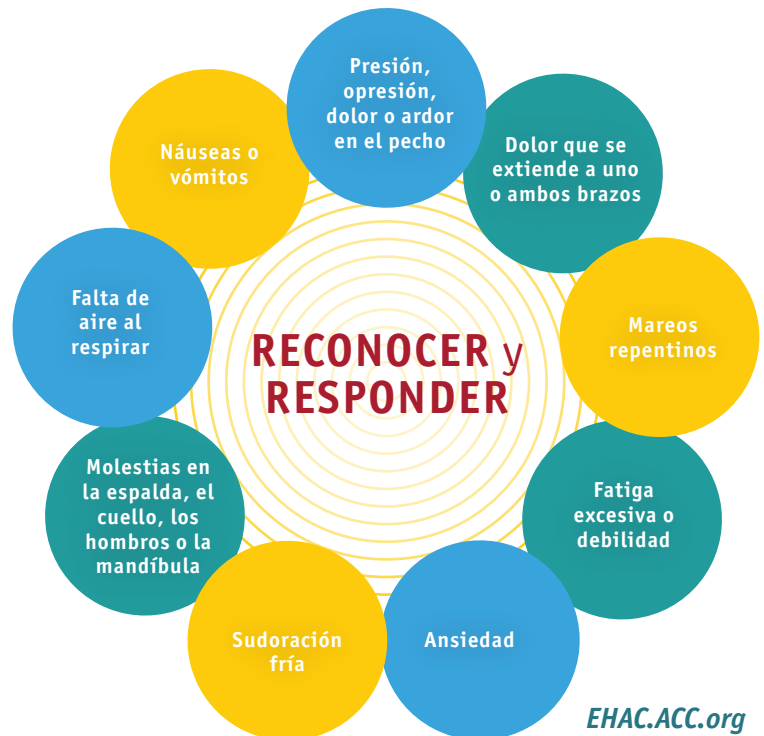 Presión,
opresión,
dolor o ardor
en el pecho
Dolor que se
extiende a uno
o ambos brazos
Mareos
repentinos
Fatiga
excesiva o
debilidad
Ansiedad
Sudoración
fría
Molestias en
la espalda, el
cuello, los
hombros o la
mandíbula
Falta de
aire al
respirar
Náuseas o
vómitos
RECONOCER y
RESPONDER
EHAC.ACC.org